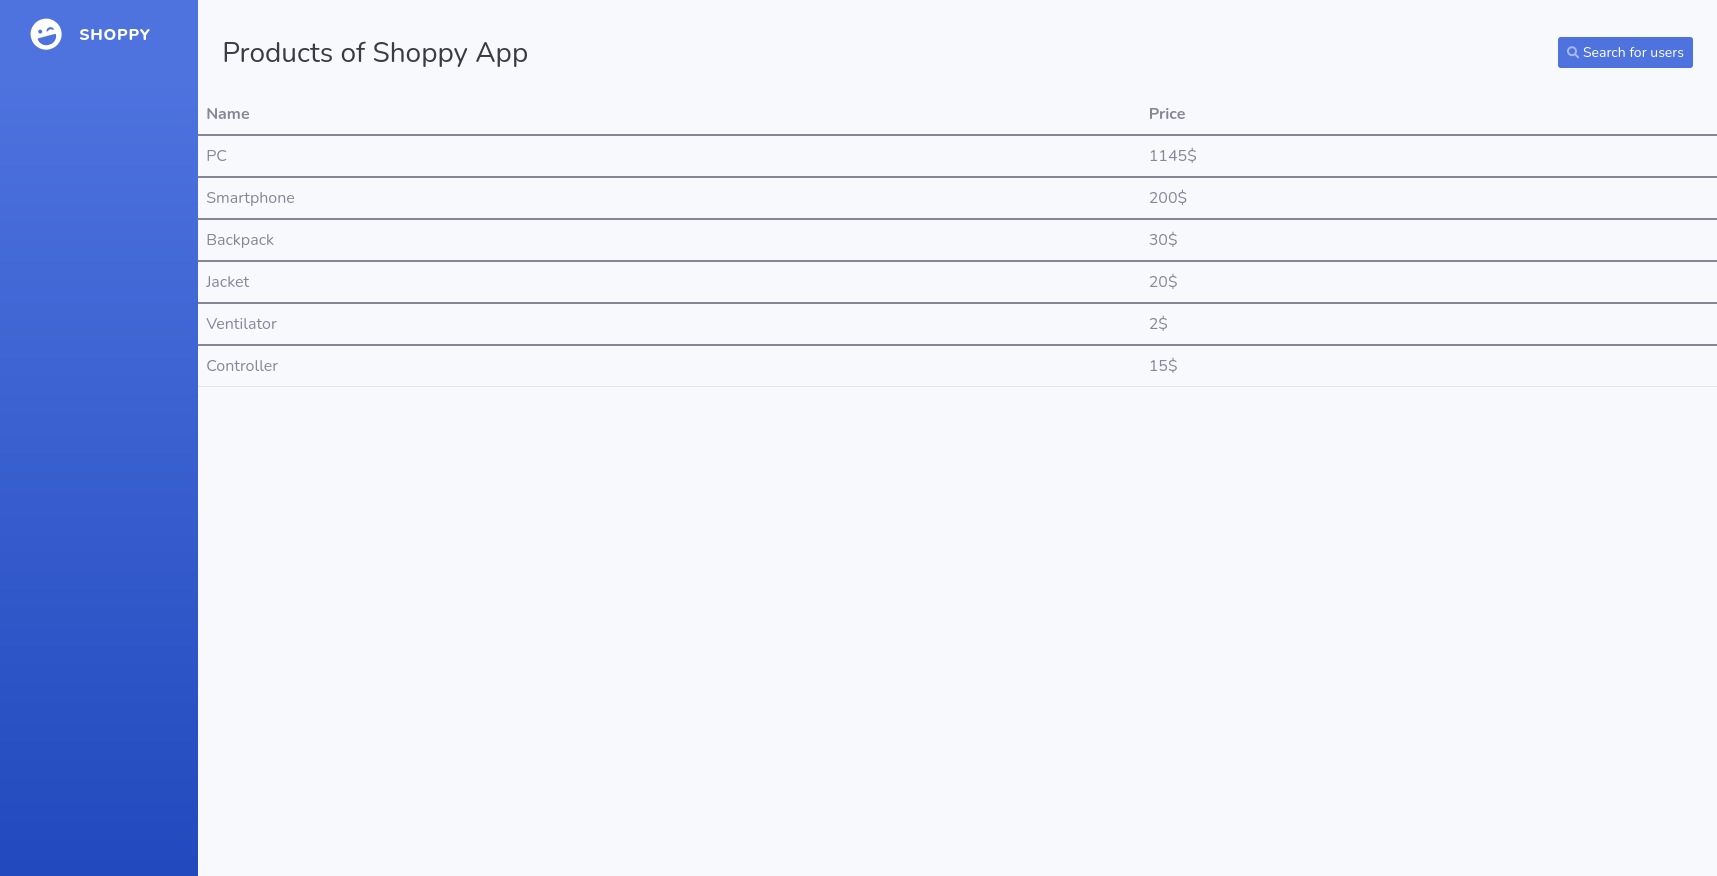 SHOPPY
Products of Shoppy App
Search for users
Name Price
PC 1145$
Smartphone 200$
Backpack 30$
Jacket 20$
Ventilator 2$
Controller 15$